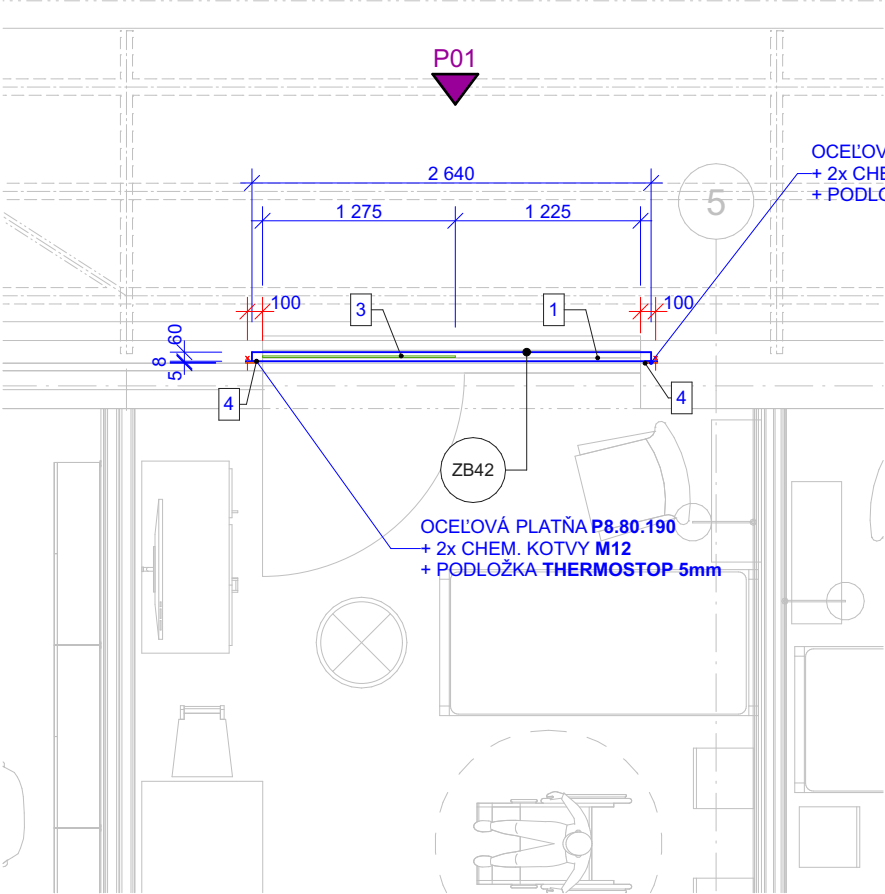 P01
OCEĽOV
+ 2x CHE
+ PODLO
2 640
5
1 275
1 225
100
3
1
100
60
8
5
4
4
ZB42
OCEĽOVÁ PLATŇA P8.80.190
+ 2x CHEM. KOTVY M12
+ PODLOŽKA THERMOSTOP 5mm